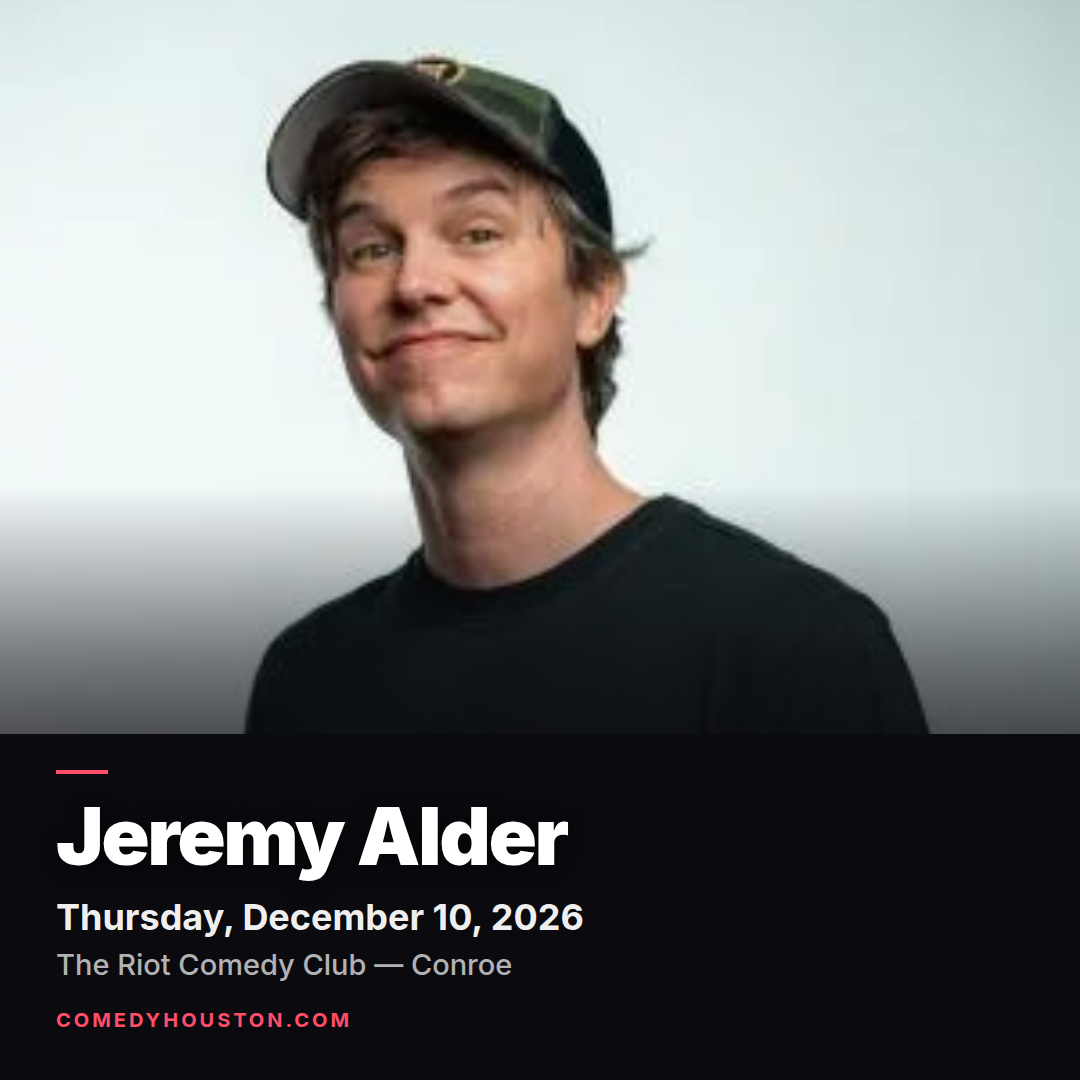 Jeremy Alder
Thursday, December 10, 2026
The Riot Comedy Club — Conroe
COMEDYHOUSTON.COM